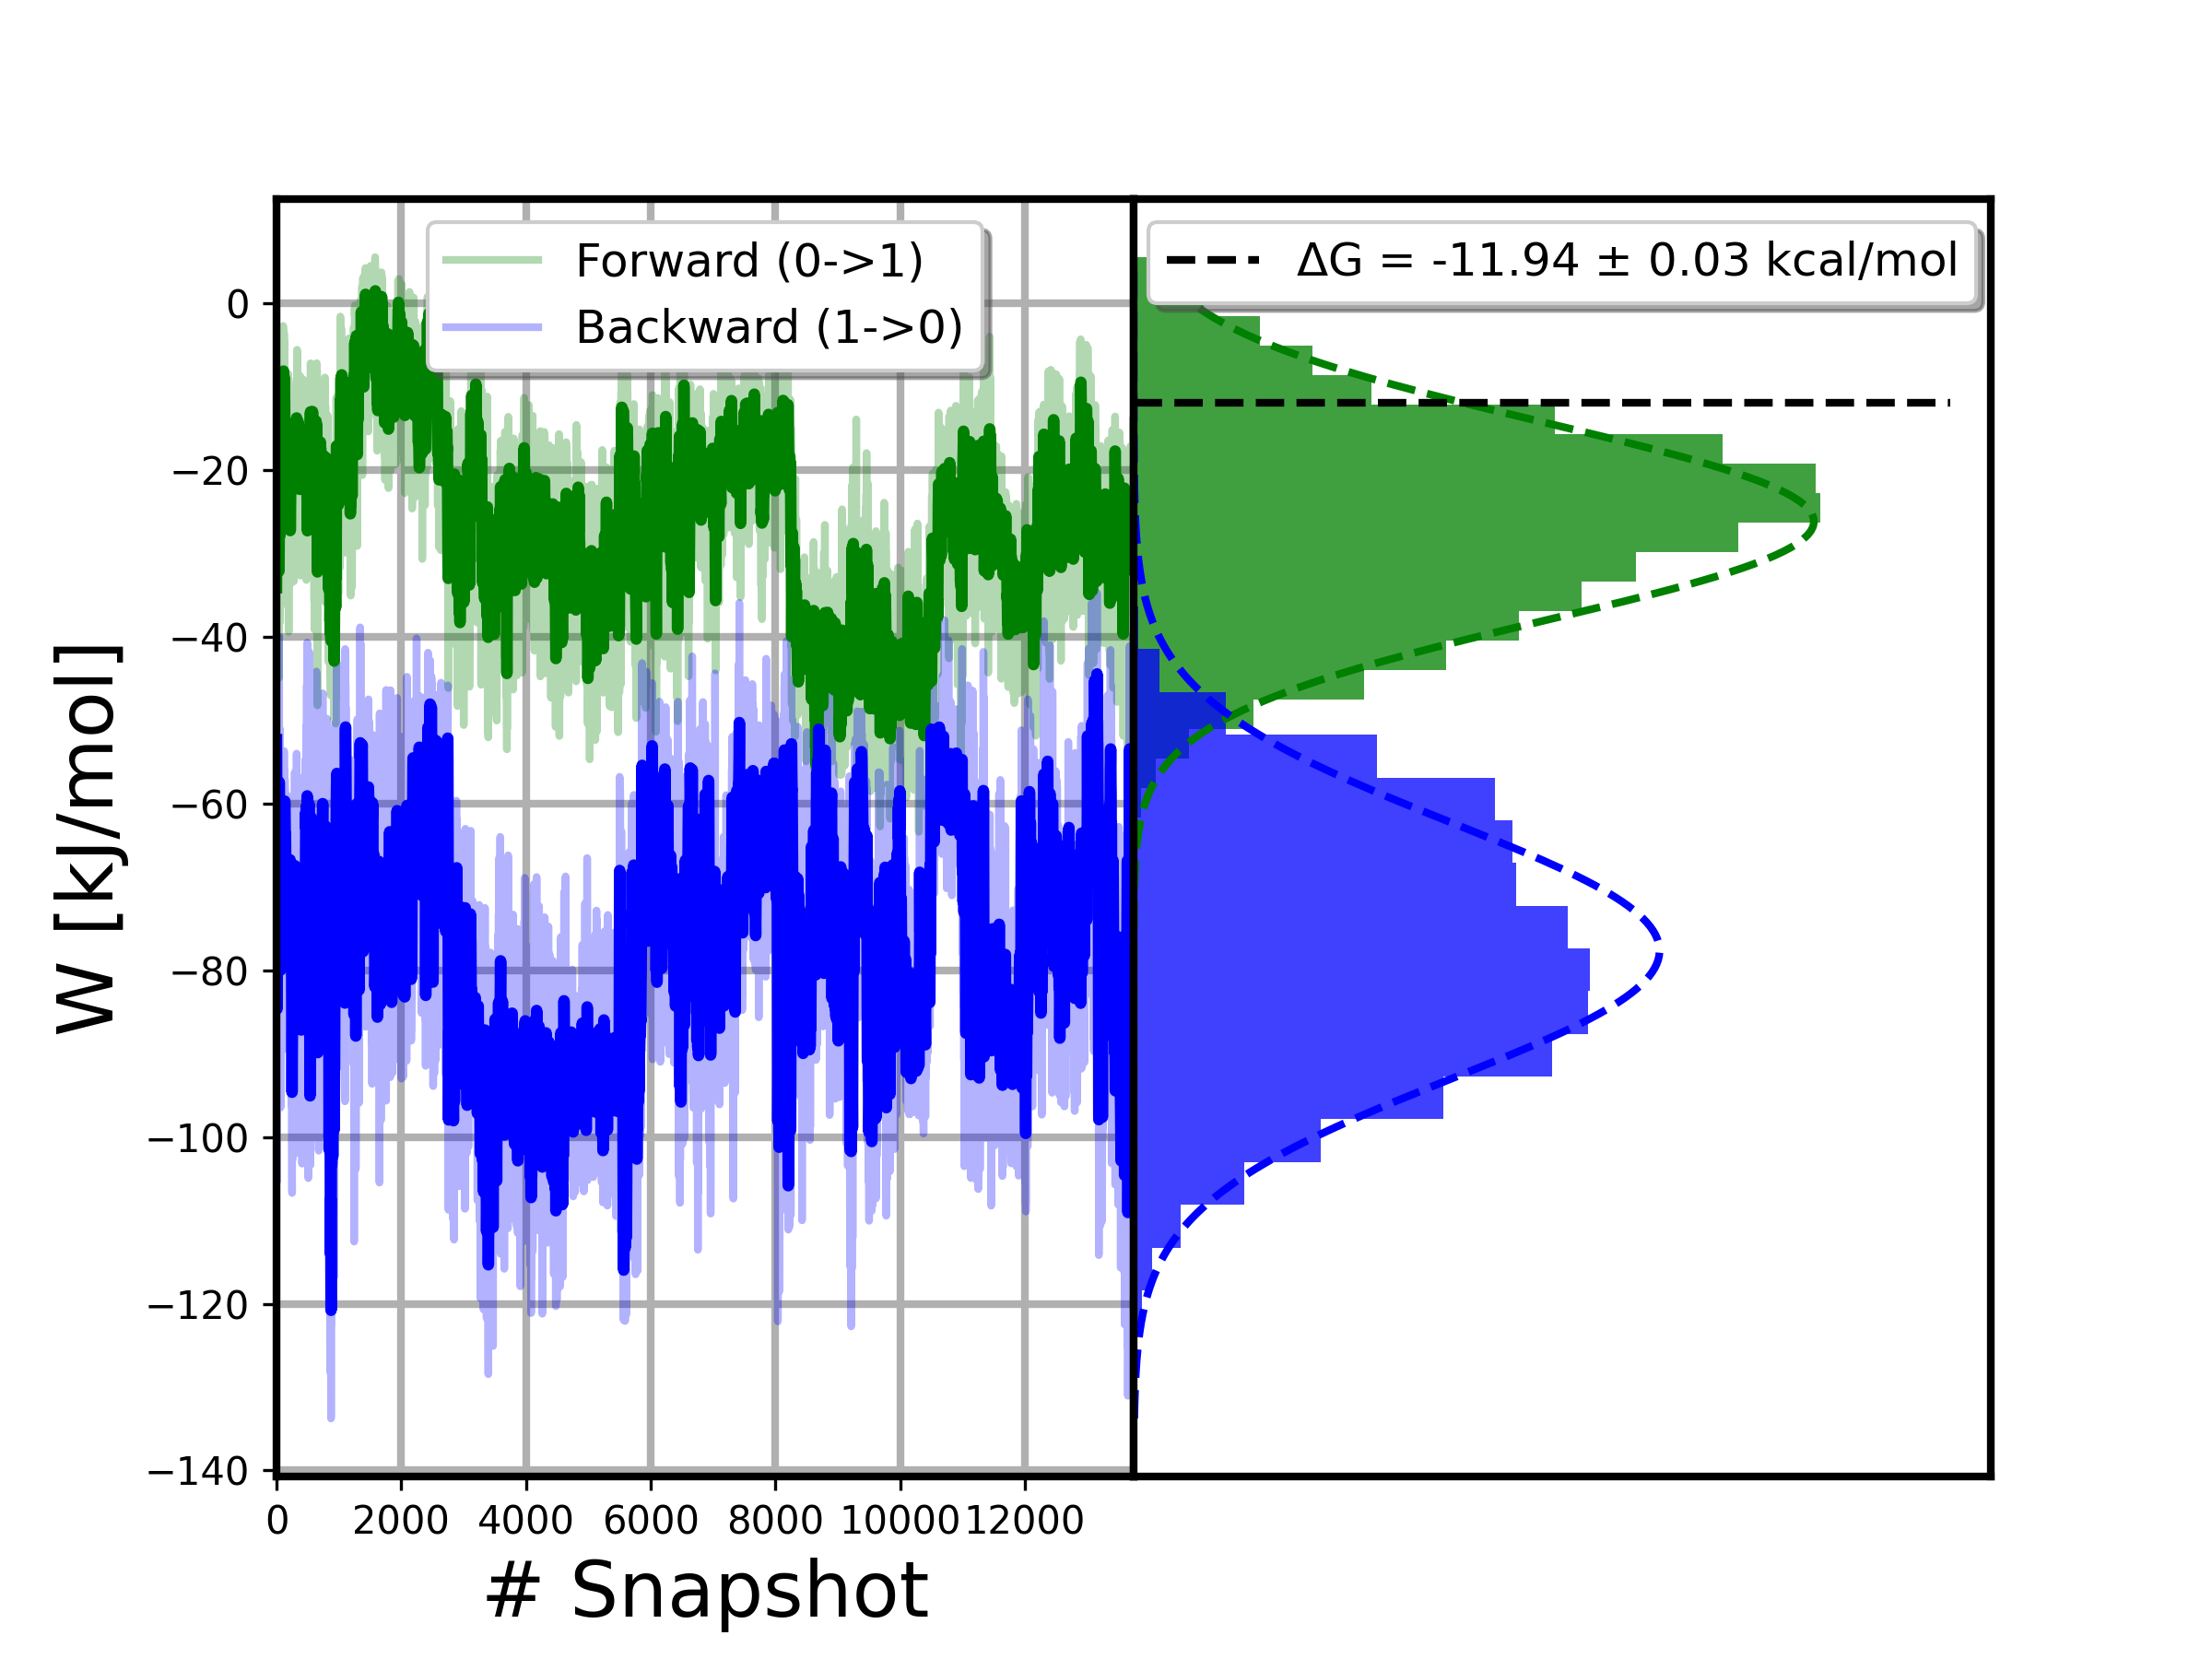 Forward (0->1)
Backward (1->0)
ΔG = -11.94 ± 0.03 kcal/mol
W [kJ/mol]
0
−20
−40
−60
−80
−100
−120
−140
0 2000 4000 6000 8000 10000 12000
# Snapshot